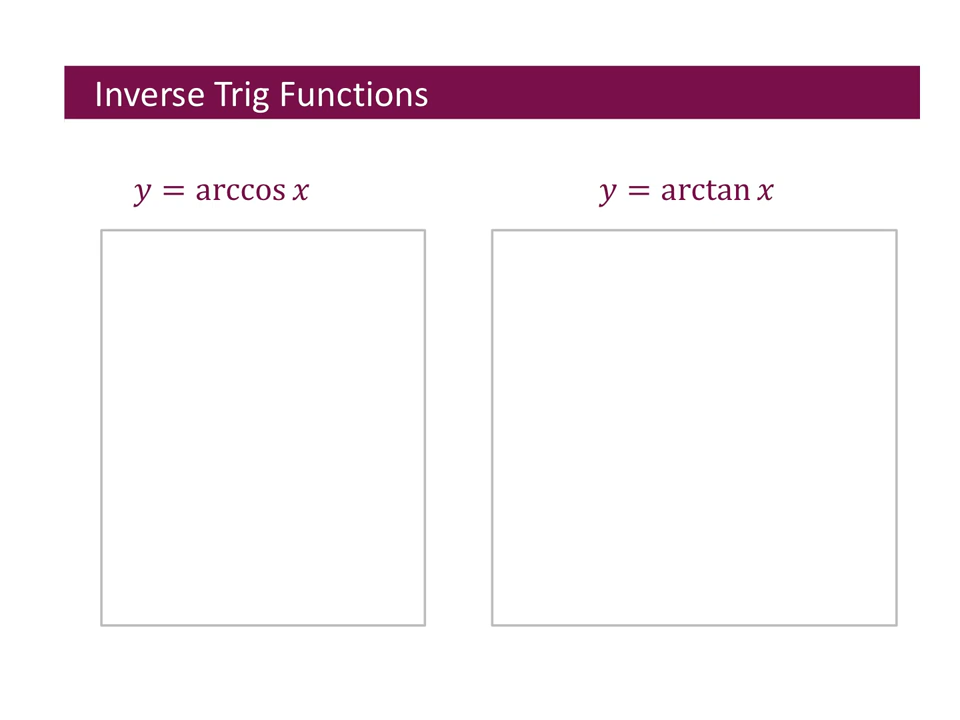 Inverse Trig Functions
y = arccos x
y = arctan x